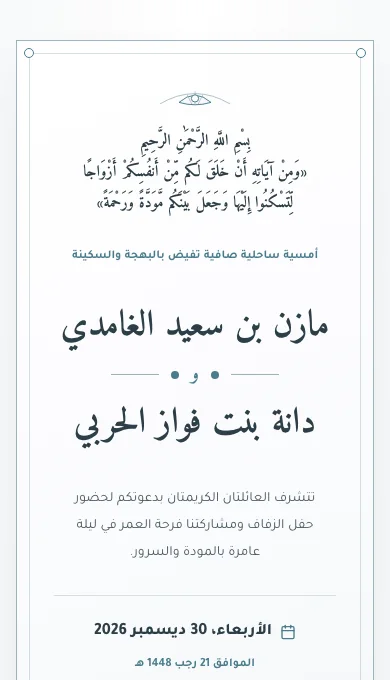 بِسْمِ اللَّهِ الرَّحْمَٰنِ الرَّحِيمِ
«وَمِنْ آيَاتِهِ أَنْ خَلَقَ لَكُم مِّنْ أَنفُسِكُمْ أَزْوَاجًا
لِّتَسْكُنُوا إِلَيْهَا وَجَعَلَ بَيْنَكُم مَّوَدَّةً وَرَحْمَةً»
أمسية ساحلية صافية تفيض بالبهجة والسكينة
مازن بن سعيد الغامدي
و
دانة بنت فواز الحربي
تتشرف العائلتان الكريمتان بدعوتكم لحضور
حفل الزفاف ومشاركتنا فرحة العمر في ليلة
عامرة بالمودة والسرور.
الأربعاء، 30 ديسمبر 2026
الموافق 21 رجب 1448 هـ